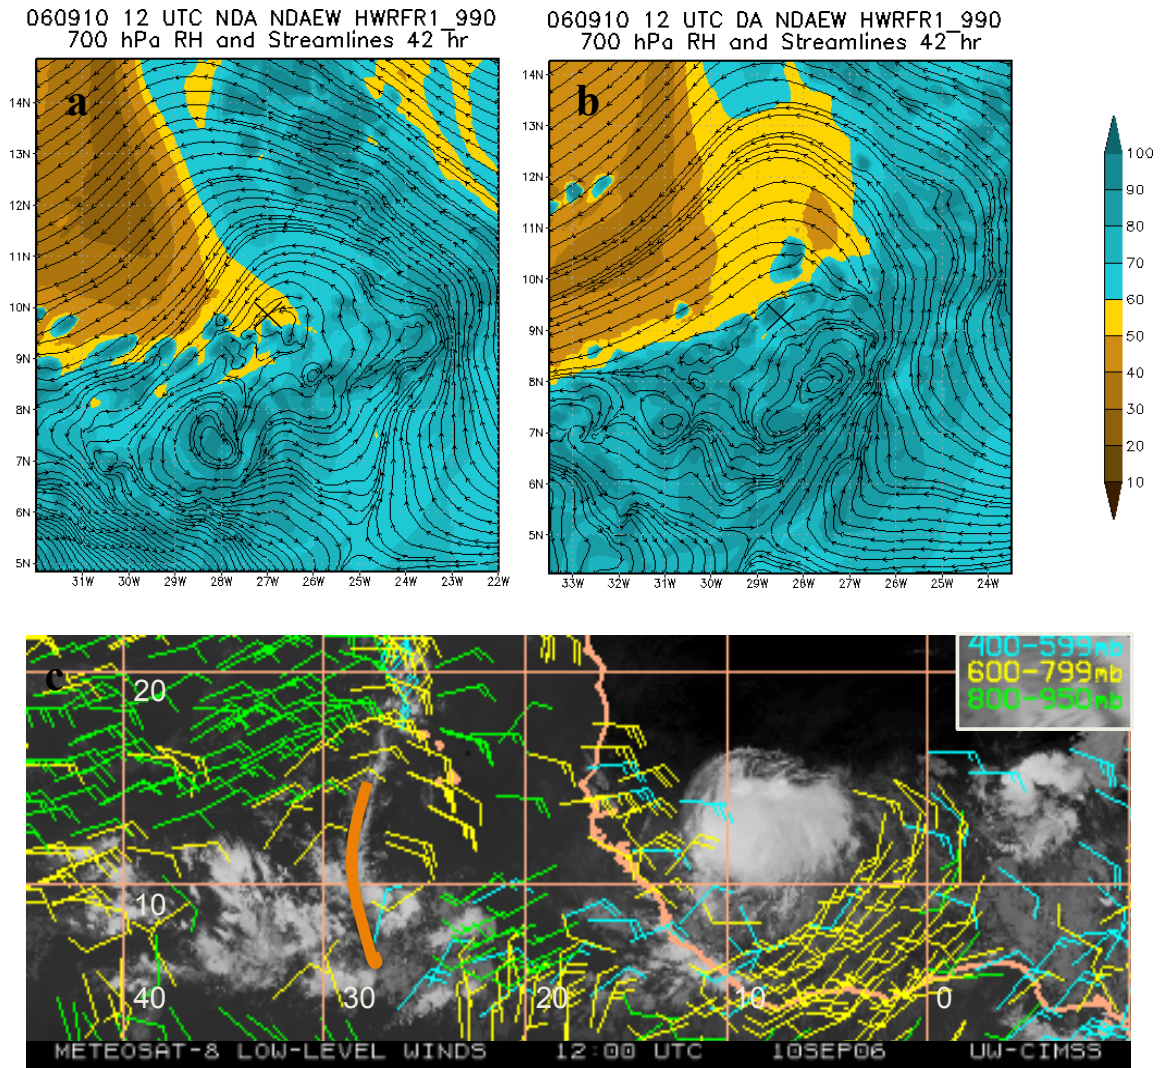 060910 12 UTC NDA NDAEW HWRFR1_990
700 hPa RH and Streamlines 42 hr
a
14N
13N
12N
11N
10N
9N
8N
7N
6N
5N
31W 30W 29W 28W 27W 26W 25W 24W 23W 22W
060910 12 UTC DA NDAEW HWRFR1_990
700 hPa RH and Streamlines 42 hr
b
14N
13N
12N
11N
10N
9N
8N
7N
6N
5N
33W 32W 31W 30W 29W 28W 27W 26W 25W 24W
100
90
80
70
60
50
40
30
20
10
c
400-599mb
600-799mb
800-950mb
20
10
40 30 20 10 0
METEOSAT-8 LOW-LEVEL WINDS 12:00 UTC 10SEP06 UW-CIMSS